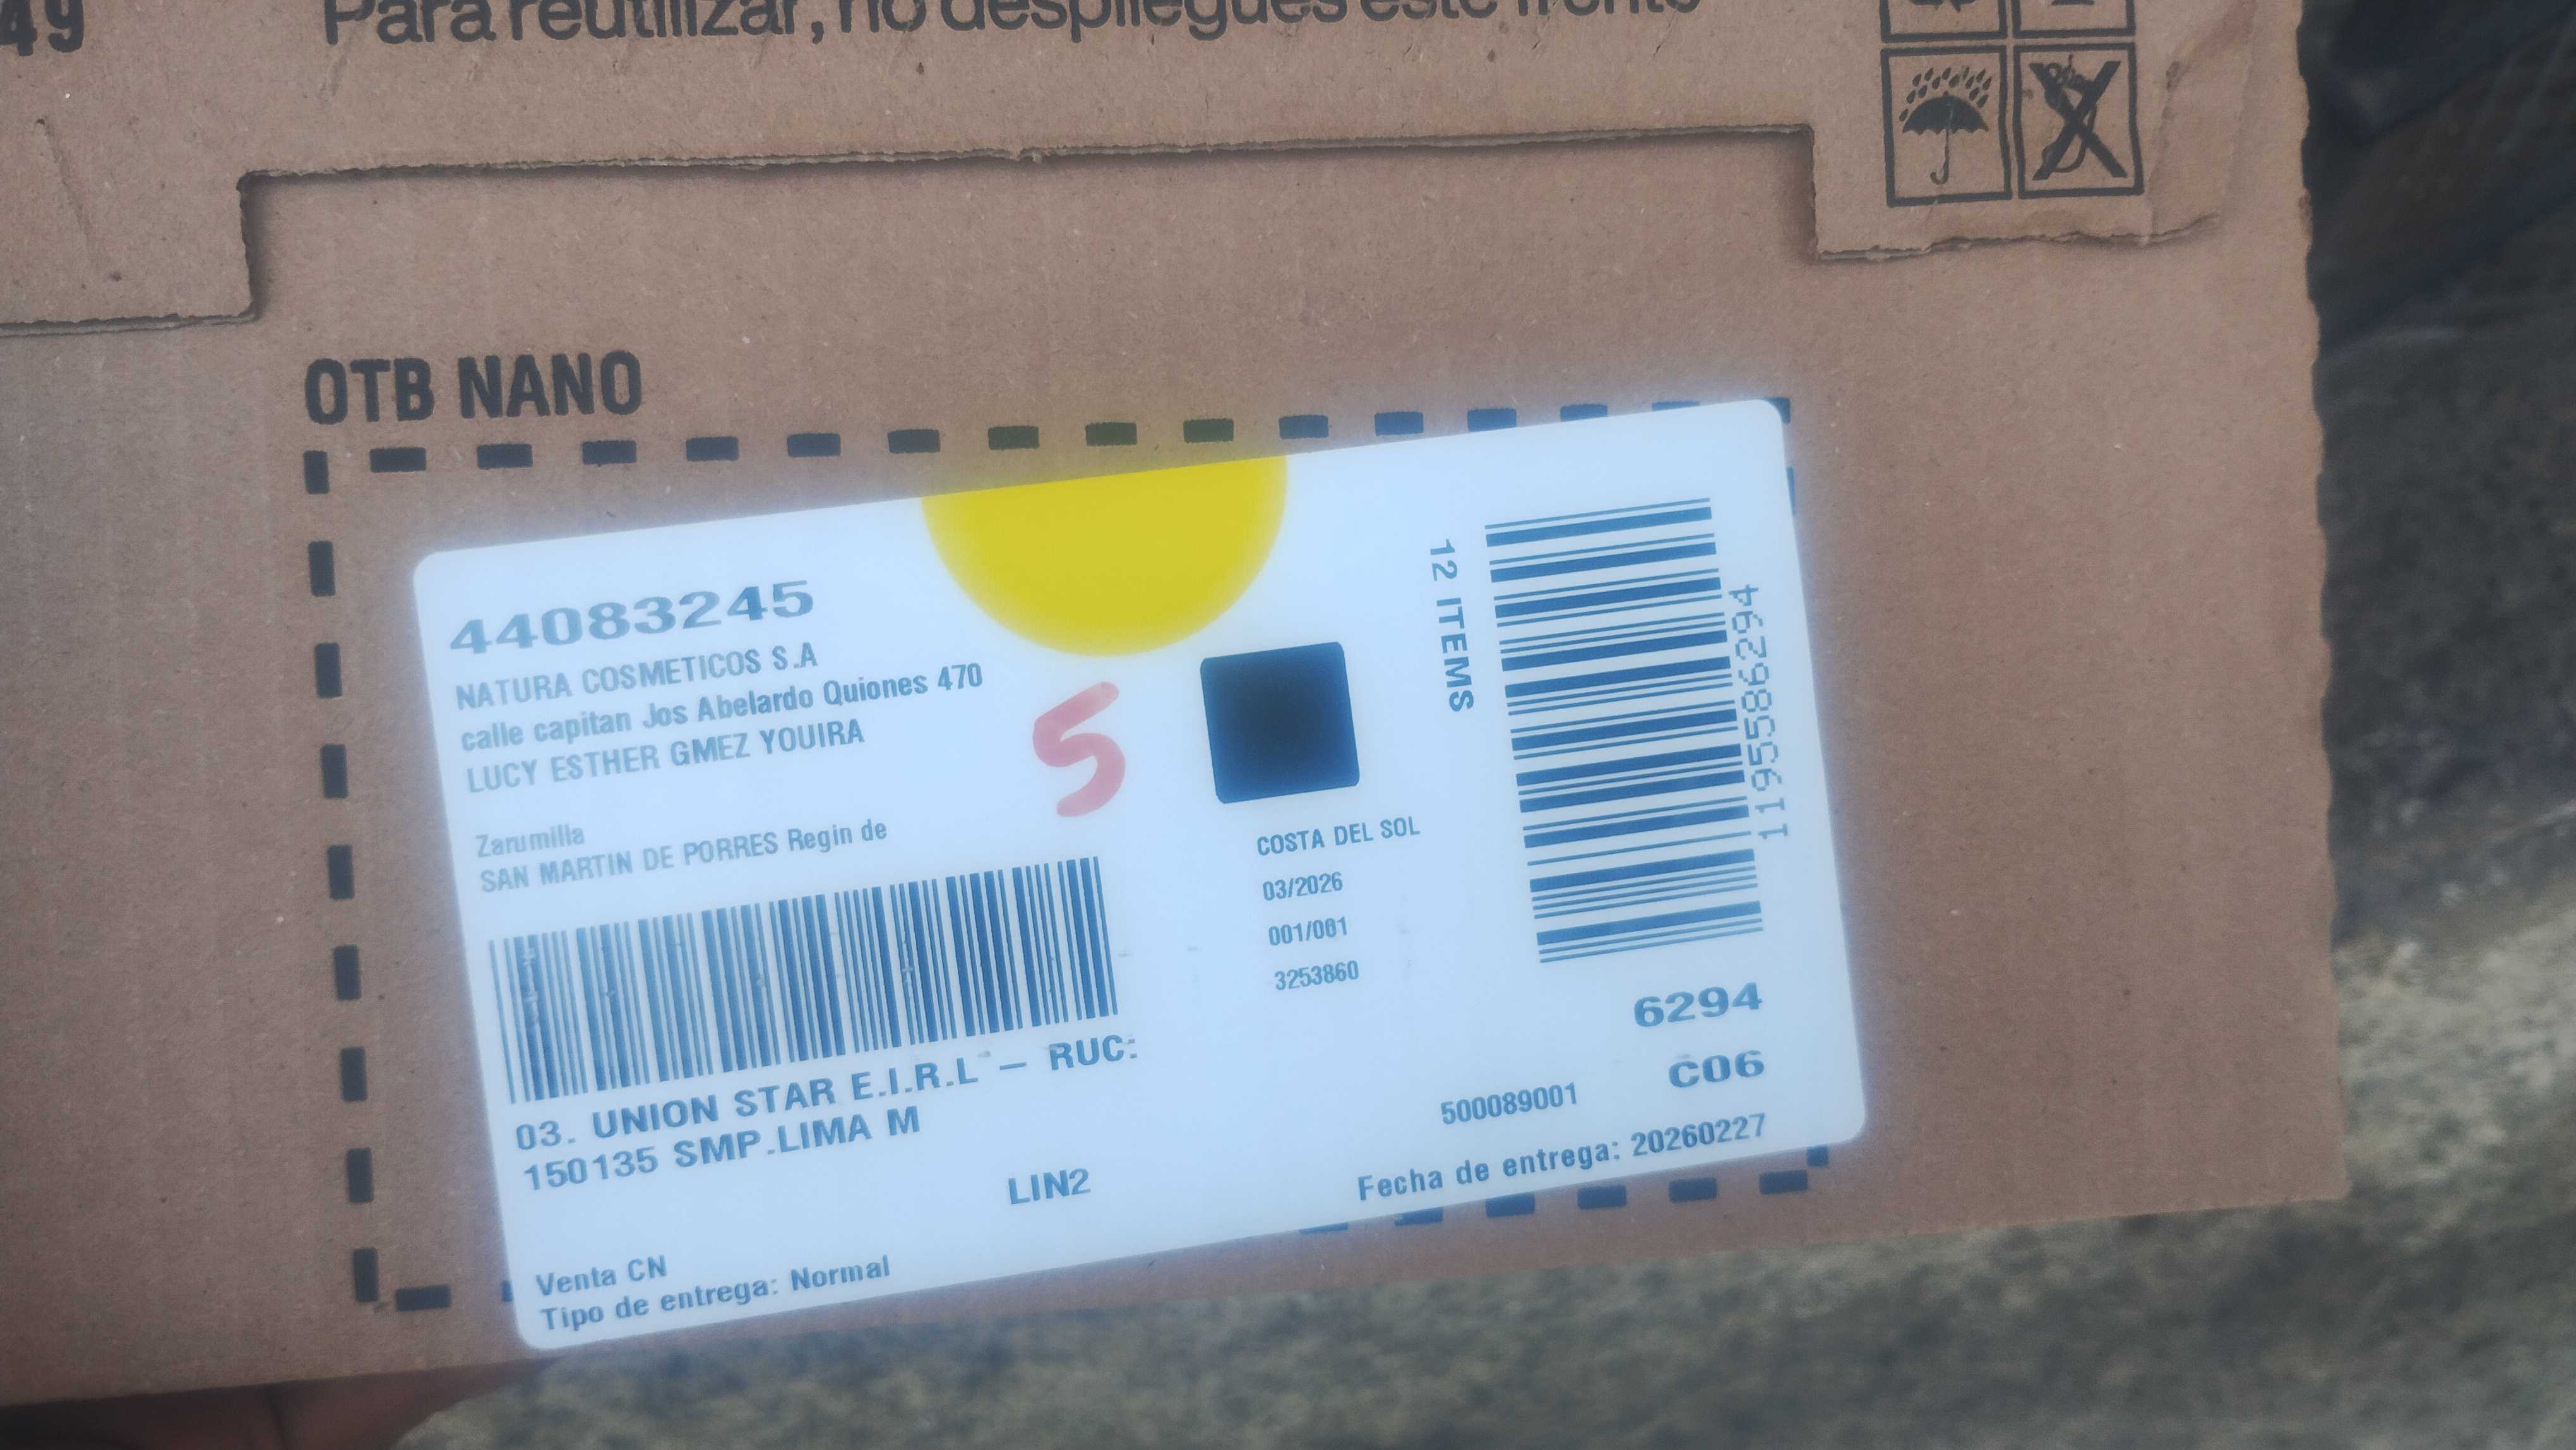 49
Para reutilizar, no despliegues este frente
OTB NANO
44083245
NATURA COSMETICOS S.A
calle capitan Jos Abelardo Quiones 470
LUCY ESTHER GMEZ YOUIRA
Zarumilla
SAN MARTIN DE PORRES Regin de
5
03. UNION STAR E.I.R.L - RUC:
150135 SMP.LIMA M
LIN2
Venta CN
Tipo de entrega: Normal
COSTA DEL SOL
03/2026
001/001
3253860
12 ITEMS
1195586294
6294
C06
500089001
Fecha de entrega: 20260227